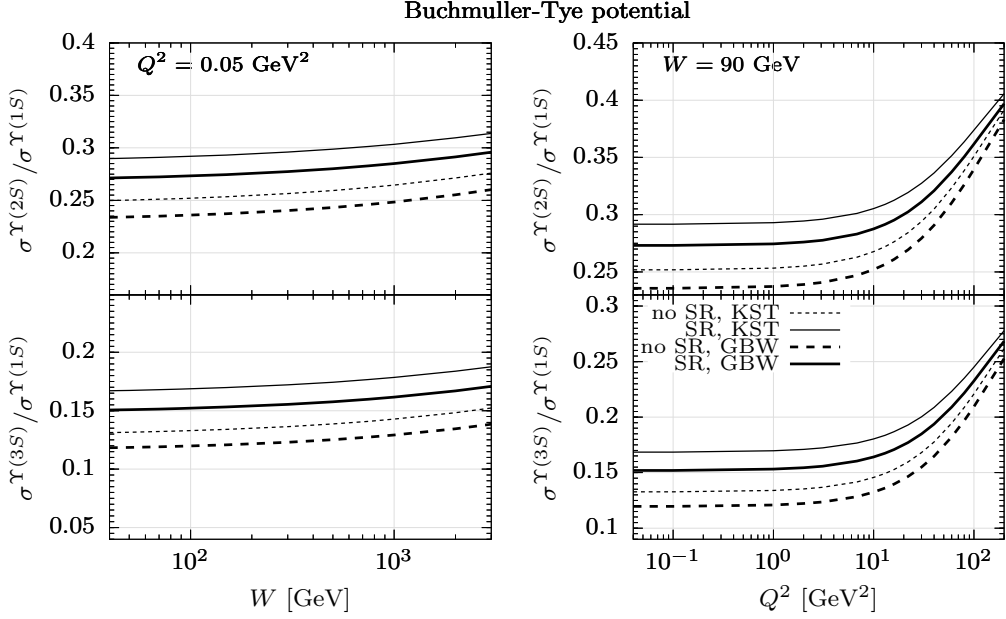 Buchmuller-Tye potential
Q² = 0.05 GeV²
σ^Υ(2S)/σ^Υ(1S)
0.4
0.35
0.3
0.25
0.2
σ^Υ(3S)/σ^Υ(1S)
0.2
0.15
0.1
0.05
10² 10³
W [GeV]
W = 90 GeV
σ^Υ(2S)/σ^Υ(1S)
0.45
0.4
0.35
0.3
0.25
σ^Υ(3S)/σ^Υ(1S)
0.3
0.25
0.2
0.15
0.1
no SR, KST
SR, KST
no SR, GBW
SR, GBW
10⁻¹ 10⁰ 10¹ 10²
Q² [GeV²]